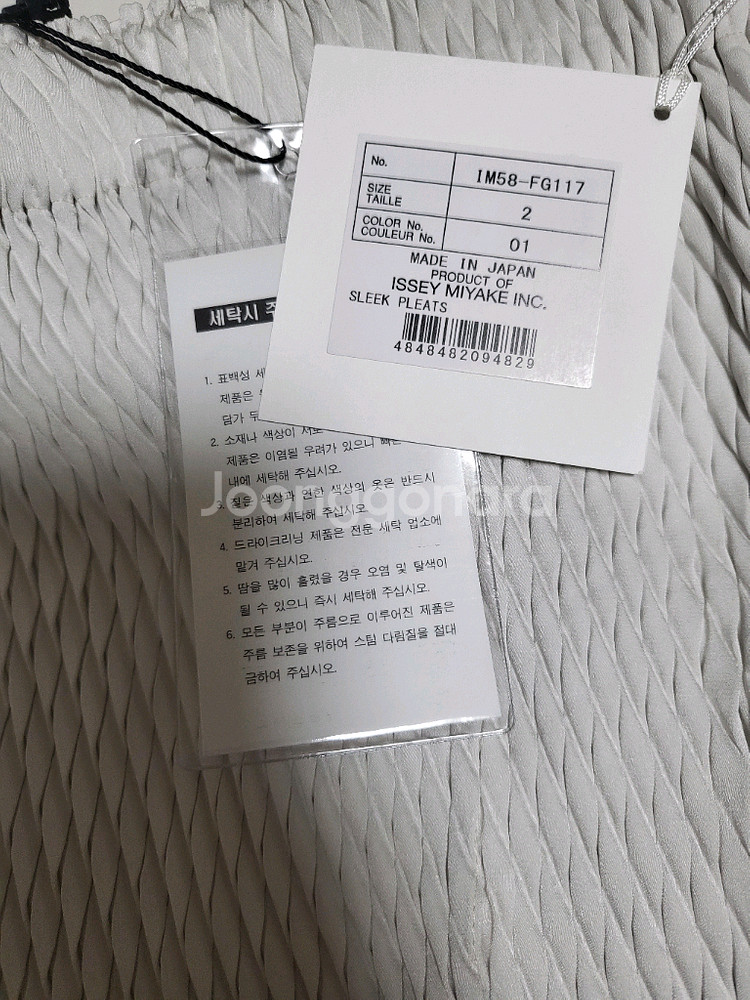 No. IM58-FG117
SIZE
TAILLE 2
COLOR No.
COULEUR No. 01
MADE IN JAPAN
PRODUCT OF
ISSEY MIYAKE INC.
SLEEK PLEATS
4848482094829
세탁시
1. 표백성
제품은
담가
2. 소재나 색상이 서로
제품은 이염될 우려가 있으니
내에 세탁해 주십시오.
3. 짙은 색상과 연한 색상의 옷은 반드시
분리하여 세탁해 주십시오
4. 드라이크리닝 제품은 전문 세탁 업소에
맡겨 주십시오.
5. 땀을 많이 흘렸을 경우 오염 및 탈색이
될 수 있으니 즉시 세탁해 주십시오.
6. 모든 부분이 주름으로 이루어진 제품은
주름 보존을 위하여 스팀 다림질을 절대
금하여 주십시오.
Joonggonara